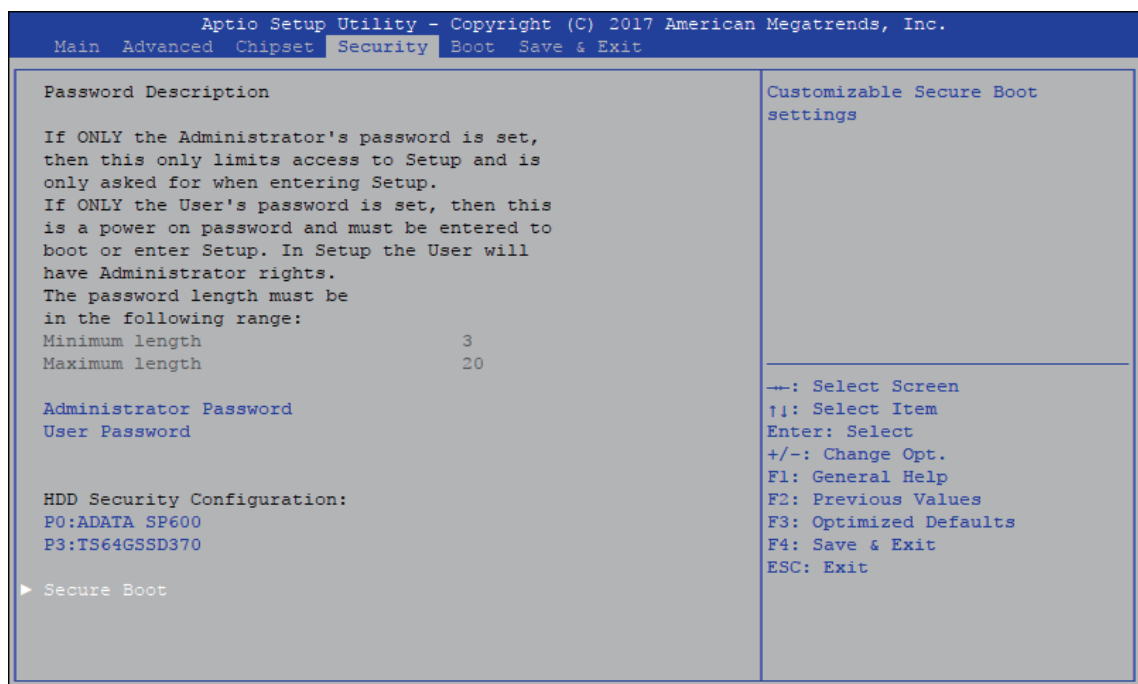 Aptio Setup Utility - Copyright (C) 2017 American Megatrends, Inc.
Main Advanced Chipset Security Boot Save & Exit
Password Description
If ONLY the Administrator's password is set,
then this only limits access to Setup and is
only asked for when entering Setup.
If ONLY the User's password is set, then this
is a power on password and must be entered to
boot or enter Setup. In Setup the User will
have Administrator rights.
The password length must be
in the following range:
Minimum length 3
Maximum length 20
Administrator Password
User Password
HDD Security Configuration:
P0:ADATA SP600
P3:TS64GSSD370
► Secure Boot
Customizable Secure Boot
settings
→←: Select Screen
↑↓: Select Item
Enter: Select
+/-: Change Opt.
F1: General Help
F2: Previous Values
F3: Optimized Defaults
F4: Save & Exit
ESC: Exit